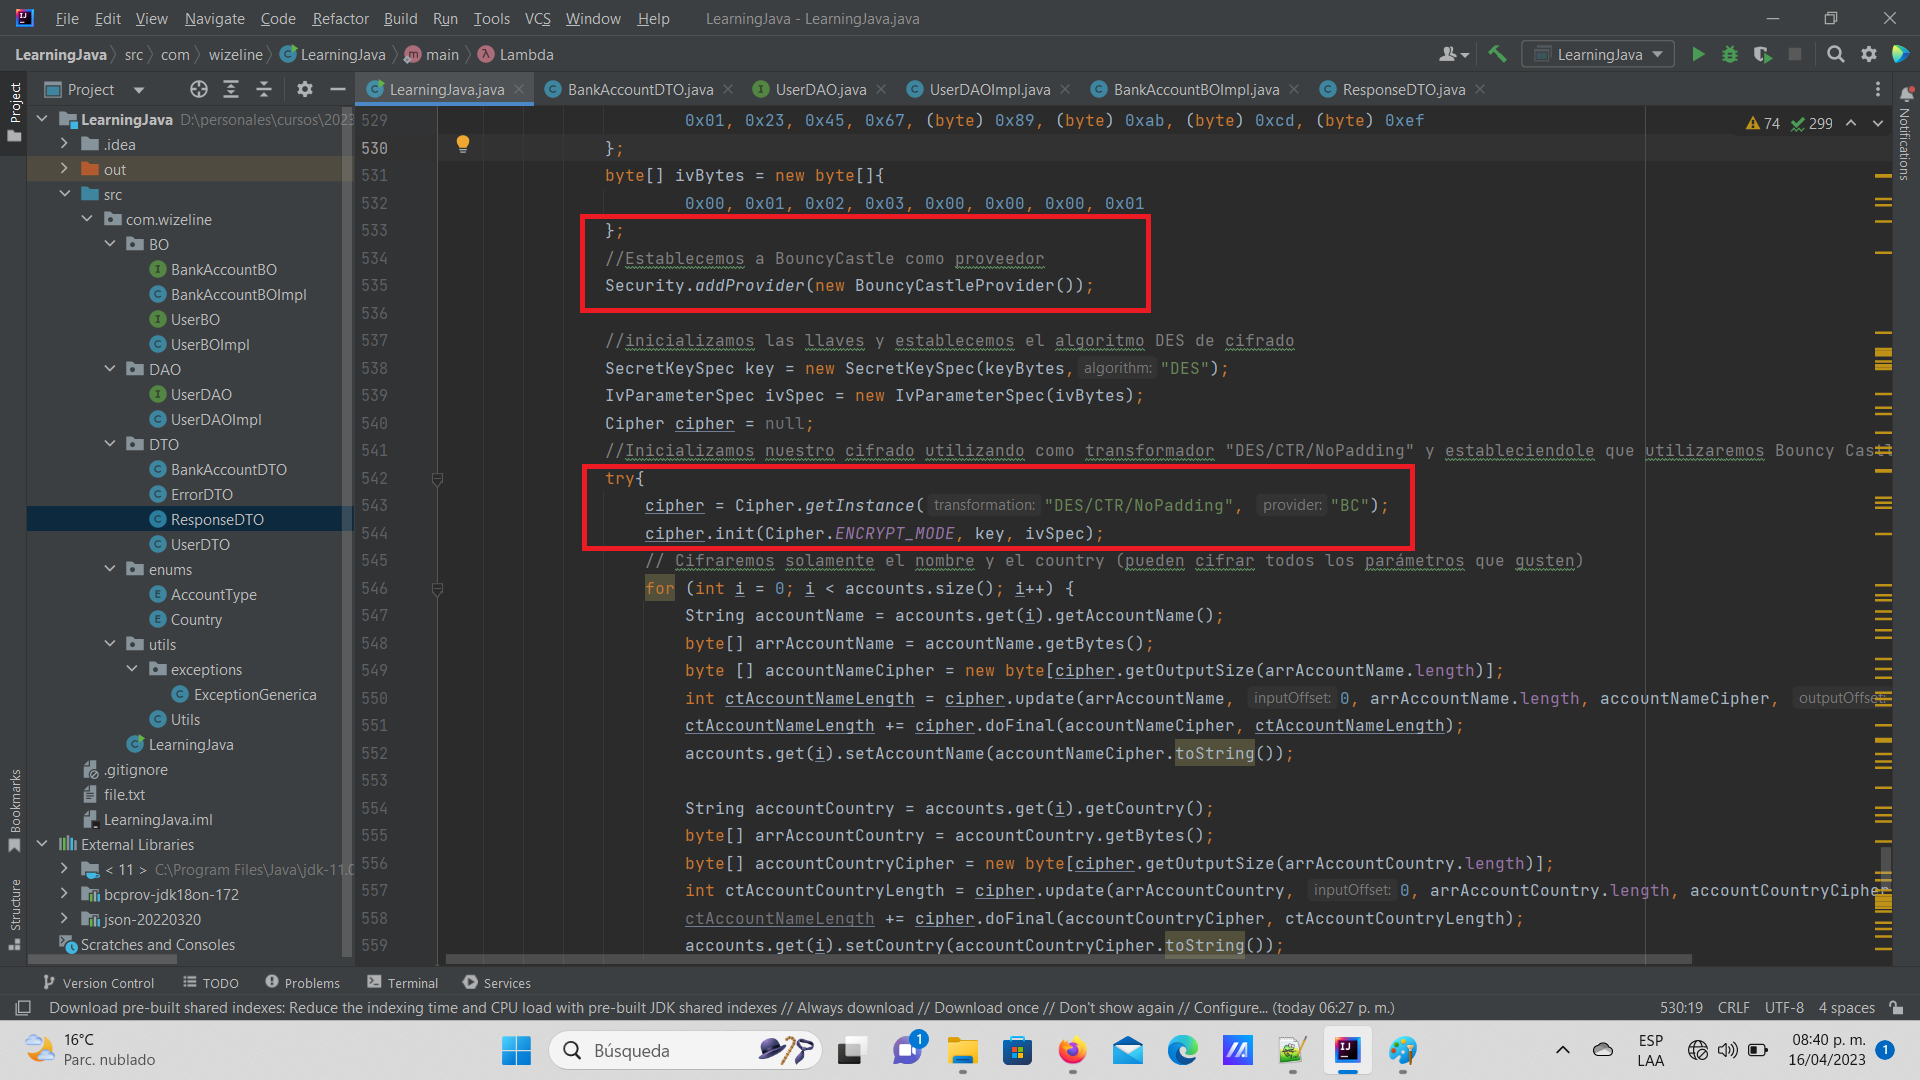 File Edit View Navigate Code Refactor Build Run Tools VCS Window Help LearningJava - LearningJava.java
LearningJava src com wizeline LearningJava main Lambda LearningJava
Project LearningJava.java BankAccountDTO.java UserDAO.java UserDAOImpl.java BankAccountBOImpl.java ResponseDTO.java
Project
Notifications
Bookmarks
Structure
LearningJava D:\personales\cursos\2023
.idea
out
src
com.wizeline
BO
BankAccountBO
BankAccountBOImpl
UserBO
UserBOImpl
DAO
UserDAO
UserDAOImpl
DTO
BankAccountDTO
ErrorDTO
ResponseDTO
UserDTO
enums
AccountType
Country
utils
exceptions
ExceptionGenerica
Utils
LearningJava
.gitignore
file.txt
LearningJava.iml
External Libraries
< 11 > C:\Program Files\Java\jdk-11.0
bcprov-jdk18on-172
json-20220320
Scratches and Consoles
74 299
529 0x01, 0x23, 0x45, 0x67, (byte) 0x89, (byte) 0xab, (byte) 0xcd, (byte) 0xef
530 };
531 byte[] ivBytes = new byte[]{
532 0x00, 0x01, 0x02, 0x03, 0x00, 0x00, 0x00, 0x01
533 };
534 //Establecemos a BouncyCastle como proveedor
535 Security.addProvider(new BouncyCastleProvider());
536
537 //inicializamos las llaves y establecemos el algoritmo DES de cifrado
538 SecretKeySpec key = new SecretKeySpec(keyBytes, algorithm: "DES");
539 IvParameterSpec ivSpec = new IvParameterSpec(ivBytes);
540 Cipher cipher = null;
541 //Inicializamos nuestro cifrado utilizando como transformador "DES/CTR/NoPadding" y estableciendole que utilizaremos Bouncy Castl
542 try{
543 cipher = Cipher.getInstance( transformation: "DES/CTR/NoPadding", provider: "BC");
544 cipher.init(Cipher.ENCRYPT_MODE, key, ivSpec);
545 // Cifraremos solamente el nombre y el country (pueden cifrar todos los parámetros que gusten)
546 for (int i = 0; i < accounts.size(); i++) {
547 String accountName = accounts.get(i).getAccountName();
548 byte[] arrAccountName = accountName.getBytes();
549 byte [] accountNameCipher = new byte[cipher.getOutputSize(arrAccountName.length)];
550 int ctAccountNameLength = cipher.update(arrAccountName, inputOffset: 0, arrAccountName.length, accountNameCipher, outputOffset:
551 ctAccountNameLength += cipher.doFinal(accountNameCipher, ctAccountNameLength);
552 accounts.get(i).setAccountName(accountNameCipher.toString());
553
554 String accountCountry = accounts.get(i).getCountry();
555 byte[] arrAccountCountry = accountCountry.getBytes();
556 byte[] accountCountryCipher = new byte[cipher.getOutputSize(arrAccountCountry.length)];
557 int ctAccountCountryLength = cipher.update(arrAccountCountry, inputOffset: 0, arrAccountCountry.length, accountCountryCipher
558 ctAccountNameLength += cipher.doFinal(accountCountryCipher, ctAccountCountryLength);
559 accounts.get(i).setCountry(accountCountryCipher.toString());
Version Control TODO Problems Terminal Services
Download pre-built shared indexes: Reduce the indexing time and CPU load with pre-built JDK shared indexes // Always download // Download once // Don't show again // Configure... (today 06:27 p. m.) 530:19 CRLF UTF-8 4 spaces
16°C
Parc. nublado
Búsqueda
1
ESP
LAA
08:40 p. m.
16/04/2023
1